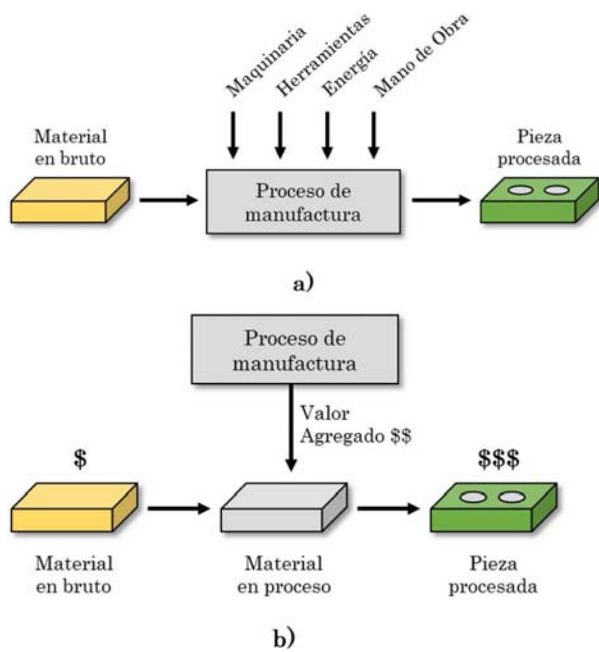 Maquinaria
Herramientas
Energía
Mano de Obra
Material
en bruto
Proceso de
manufactura
Pieza
procesada
a)
Proceso de
manufactura
Valor
Agregado $$
$
$$$
Material
en bruto
Material
en proceso
Pieza
procesada
b)